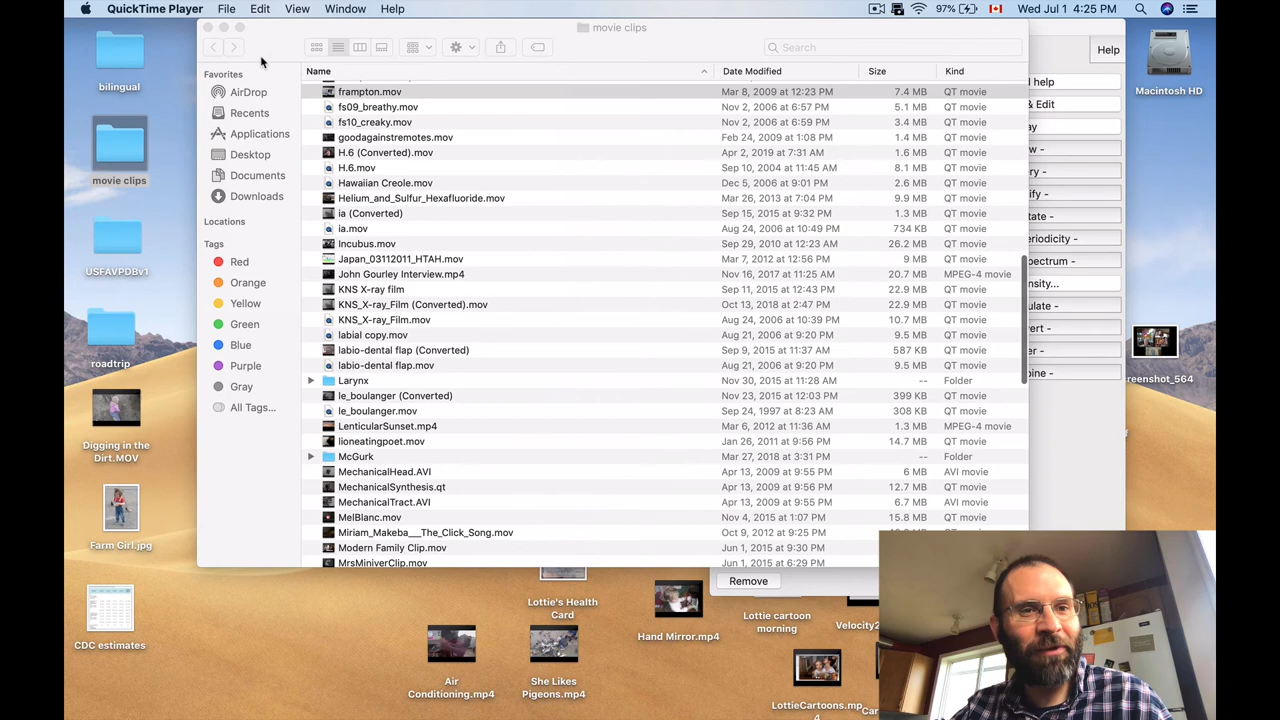 QuickTime Player File Edit View Window Help 97% Wed Jul 1 4:25 PM
movie clips
Search
Help
Favorites
AirDrop
Recents
Applications
Desktop
Documents
Downloads
Locations
Tags
Red
Orange
Yellow
Green
Blue
Purple
Gray
All Tags...
Name Date Modified Size Kind
frampton.mov Mar 8, 2009 at 12:23 PM 7.4 MB QT movie
fs09_breathy.mov Nov 2, 2006 at 6:57 PM 5.1 MB QT movie
fs10_creaky.mov Nov 2, 2006 at 6:59 PM 3.4 MB QT movie
goodagainstremotes.mov Feb 24, 2009 at 1:08 PM 1.4 MB QT movie
H.6 (Converted).mov Apr 2, 2019 at 7:31 AM 1.6 MB QT movie
H.6.mov Sep 10, 2004 at 11:45 AM 8.1 MB QT movie
Hawaiian Creole.mov Dec 5, 2006 at 9:01 PM 2.6 MB QT movie
Helium_and_Sulfur_Hexafluoride.mov Mar 26, 2013 at 7:04 PM 9.9 MB QT movie
ia (Converted) Sep 15, 2015 at 9:32 PM 1.3 MB QT movie
ia.mov Aug 24, 2006 at 10:49 PM 734 KB QT movie
Incubus.mov Sep 29, 2010 at 12:23 AM 26.2 MB QT movie
Japan_03112011_HTAH.mov Mar 7, 2012 at 12:56 PM 9 MB QT movie
John Gourley Interview.mp4 Nov 16, 2017 at 11:25 AM 20.7 MB MPEG-4 movie
KNS X-ray film Sep 11, 2015 at 12:43 PM 22.9 MB QT movie
KNS_X-ray_Film (Converted).mov Oct 13, 2018 at 2:47 PM 22.9 MB QT movie
KNS_X-ray_Film.mov Aug 24, 2006 at 10:39 PM 10.7 MB QT movie
labial copy.mov Aug 21, 2006 at 9:20 PM 9.5 MB QT movie
labio-dental flap (Converted) Sep 9, 2015 at 11:37 AM 587 KB QT movie
labio-dental flap.mov Aug 21, 2006 at 9:20 PM 9.5 MB QT movie
Larynx Nov 30, 2015 at 11:28 AM -- Folder
le_boulanger (Converted) Nov 23, 2015 at 12:03 PM 399 KB QT movie
le_boulanger.mov Sep 24, 1997 at 8:23 AM 308 KB QT movie
LenticularSunset.mp4 Mar 6, 2012 at 11:36 AM 1.3 MB MPEG-4 movie
lioneatingpoet.mov Jan 26, 2011 at 9:56 PM 14.7 MB QT movie
McGurk Mar 27, 2018 at 3:31 PM -- Folder
MechanicalHead.AVI Apr 13, 2009 at 9:55 PM 6 MB AVI movie
MechanicalSynthesis.qt Apr 13, 2009 at 9:56 PM 12.7 MB QT movie
MechanicalTract.AVI Apr 13, 2009 at 9:55 PM 6.7 MB AVI movie
MelBlanc.mov Nov 4, 2015 at 1:07 PM 15.8 MB QT movie
Miriam_Makeba___The_Click_Song.mov Oct 9, 2012 at 9:25 PM
Modern Family Clip.mov Jun 1, 2015 at 9:30 PM
MrsMiniverClip.mov Jun 1, 2015 at 6:29 PM
help
& Edit
Remove
bilingual
movie clips
USFAVPDBv1
roadtrip
Digging in the
Dirt.MOV
Farm Girl.jpg
CDC estimates
Macintosh HD
reenshot_564
Lottie's Health
Card
Hand Mirror.mp4
Lottie cartoon
morning
Air
Conditioning.mp4
She Likes
Pigeons.mp4
LottieCartoons.mp
4